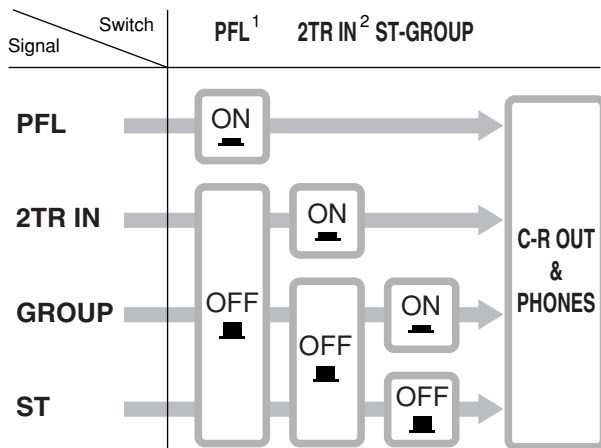 Switch
Signal
PFL1 2TR IN2 ST-GROUP
PFL
ON
2TR IN
ON
C-R OUT
&
PHONES
GROUP
OFF
OFF
ON
ST
OFF